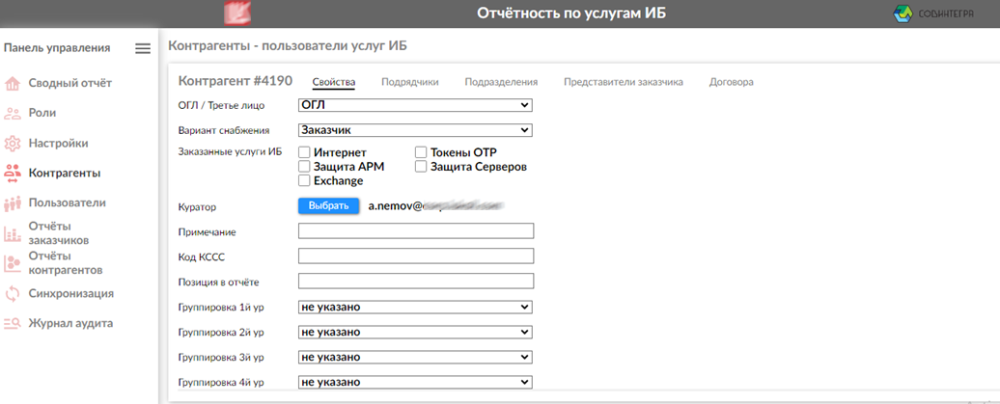 Отчётность по услугам ИБ
СОВИНТЕГРА
Панель управления
Сводный отчёт
Роли
Настройки
Контрагенты
Пользователи
Отчёты
заказчиков
Отчёты
контрагентов
Синхронизация
Журнал аудита
Контрагенты - пользователи услуг ИБ
Контрагент #4190 Свойства Подрядчики Подразделения Представители заказчика Договора
ОГЛ / Третье лицо ОГЛ
Вариант снабжения Заказчик
Заказанные услуги ИБ Интернет Токены OTP
Защита АРМ Защита Серверов
Exchange
Куратор Выбрать a.nemov@
Примечание
Код КССС
Позиция в отчёте
Группировка 1й ур не указано
Группировка 2й ур не указано
Группировка 3й ур не указано
Группировка 4й ур не указано